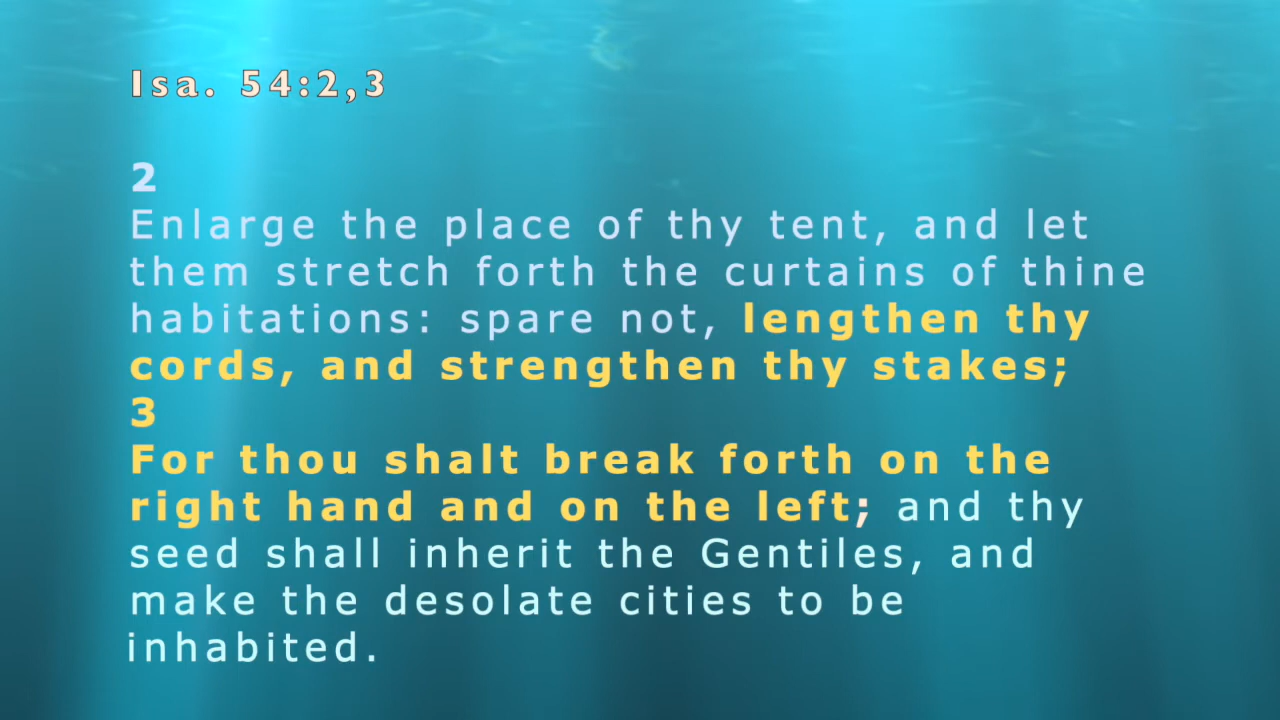 Isa. 54:2,3
2
Enlarge the place of thy tent, and let
them stretch forth the curtains of thine
habitations: spare not, lengthen thy
cords, and strengthen thy stakes;
3
For thou shalt break forth on the
right hand and on the left; and thy
seed shall inherit the Gentiles, and
make the desolate cities to be
inhabited.